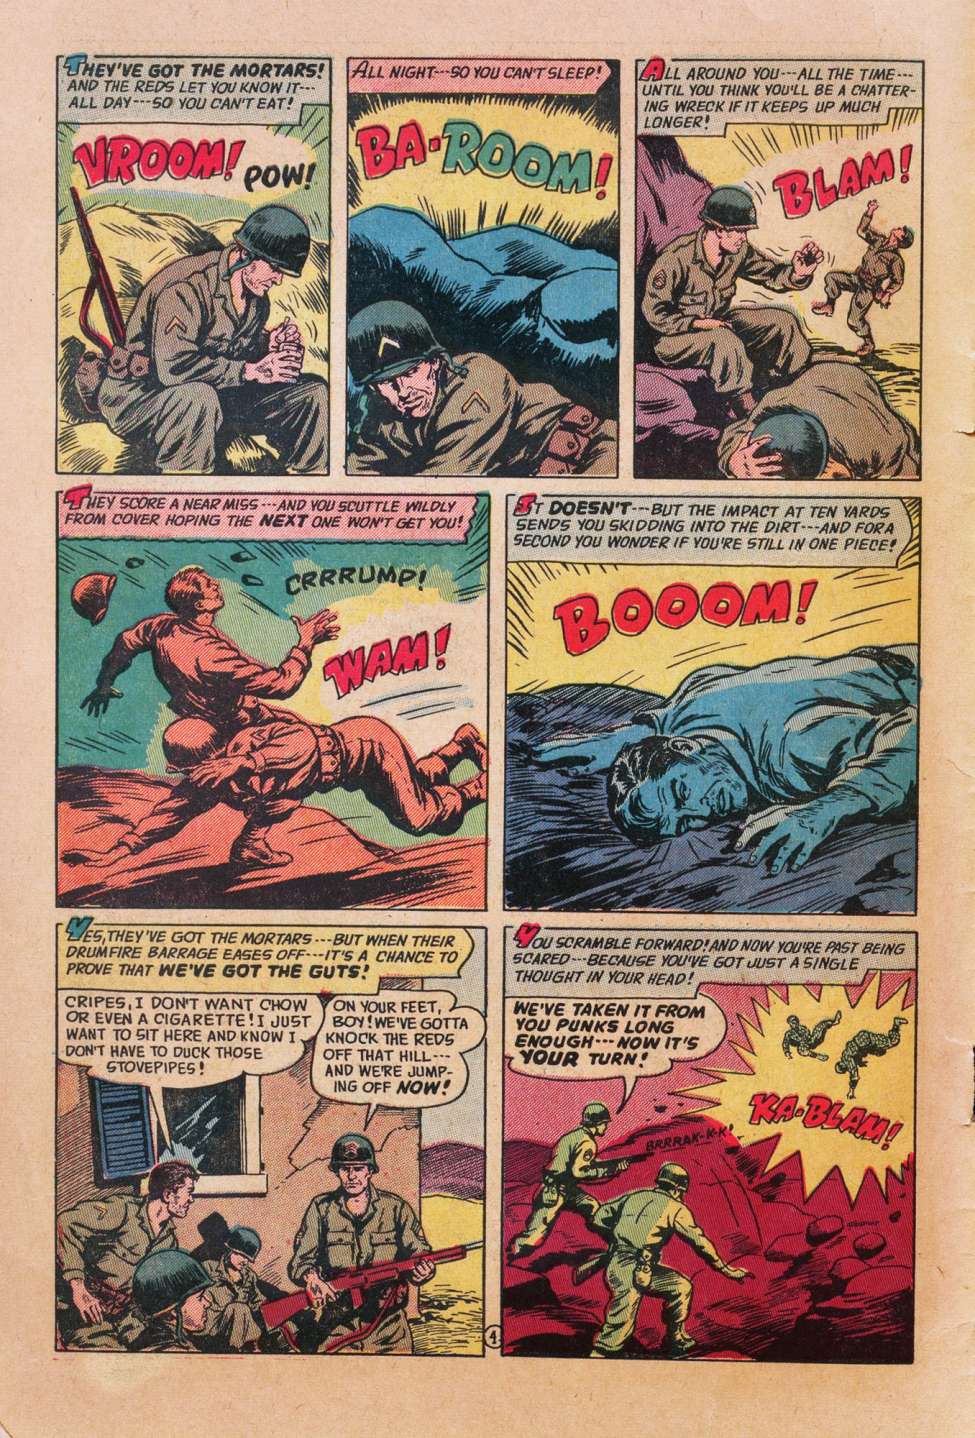 THEY'VE GOT THE MORTARS!
AND THE REDS LET YOU KNOW IT---
ALL DAY---SO YOU CAN'T EAT!
VROOM!
POW!
ALL NIGHT---SO YOU CAN'T SLEEP!
BA-ROOM!
ALL AROUND YOU---ALL THE TIME---
UNTIL YOU THINK YOU'LL BE A CHATTER-
ING WRECK IF IT KEEPS UP MUCH
LONGER!
BLAM!
THEY SCORE A NEAR MISS---AND YOU SCUTTLE WILDLY
FROM COVER HOPING THE NEXT ONE WON'T GET YOU!
CRRRUMP!
WAM!
IT DOESN'T---BUT THE IMPACT AT TEN YARDS
SENDS YOU SKIDDING INTO THE DIRT---AND FOR A
SECOND YOU WONDER IF YOU'RE STILL IN ONE PIECE!
BOOOM!
YES, THEY'VE GOT THE MORTARS---BUT WHEN THEIR
DRUMFIRE BARRAGE EASES OFF---IT'S A CHANCE TO
PROVE THAT WE'VE GOT THE GUTS!
CRIPES, I DON'T WANT CHOW
OR EVEN A CIGARETTE! I JUST
WANT TO SIT HERE AND KNOW I
DON'T HAVE TO DUCK THOSE
STOVEPIPES!
ON YOUR FEET,
BOY! WE'VE GOTTA
KNOCK THE REDS
OFF THAT HILL---
AND WE'RE JUMP-
ING OFF NOW!
4
YOU SCRAMBLE FORWARD! AND NOW YOU'RE PAST BEING
SCARED---BECAUSE YOU'VE GOT JUST A SINGLE
THOUGHT IN YOUR HEAD!
WE'VE TAKEN IT FROM
YOU PUNKS LONG
ENOUGH---NOW IT'S
YOUR TURN!
BRRRAK-K-K!
KA-BLAM!